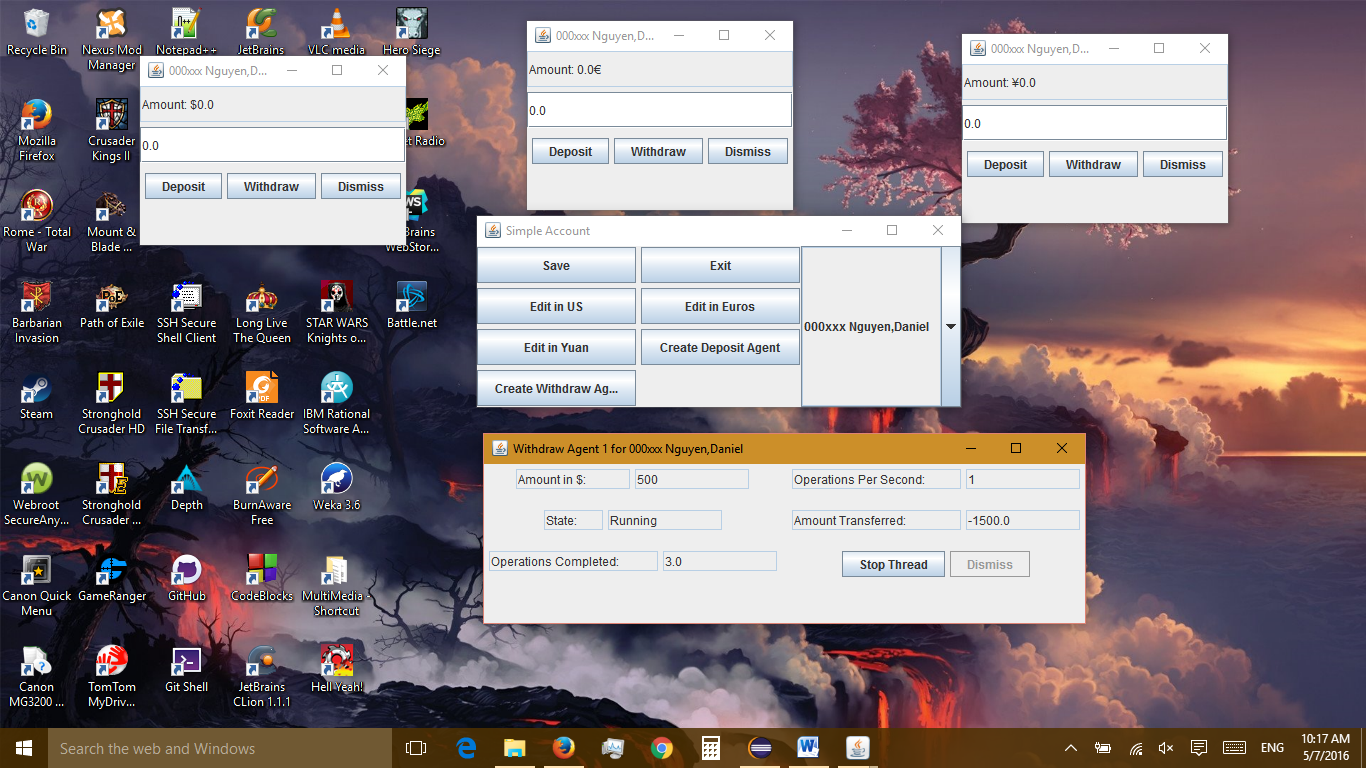 Recycle Bin
Nexus Mod
Manager
Notepad++
JetBrains
VLC media
Hero Siege
000xxx Nguyen,D...
Amount: $0.0
0.0
Deposit
Withdraw
Dismiss
000xxx Nguyen,D...
Amount: 0.0€
0.0
Deposit
Withdraw
Dismiss
000xxx Nguyen,D...
Amount: ¥0.0
0.0
Deposit
Withdraw
Dismiss
Mozilla
Firefox
Crusader
Kings II
Radio
Rome - Total
War
Mount &
Blade ...
Brains
WebStor...
Simple Account
Save
Exit
Edit in US
Edit in Euros
Edit in Yuan
Create Deposit Agent
Create Withdraw Ag...
000xxx Nguyen,Daniel
Barbarian
Invasion
Path of Exile
SSH Secure
Shell Client
Long Live
The Queen
STAR WARS
Knights o...
Battle.net
Steam
Stronghold
Crusader HD
SSH Secure
File Transf...
Foxit Reader
IBM Rational
Software A...
Withdraw Agent 1 for 000xxx Nguyen,Daniel
Amount in $:
500
Operations Per Second:
1
State:
Running
Amount Transferred:
-1500.0
Operations Completed:
3.0
Stop Thread
Dismiss
Webroot
SecureAny...
Stronghold
Crusader ...
Depth
BurnAware
Free
Weka 3.6
Canon Quick
Menu
GameRanger
GitHub
CodeBlocks
MultiMedia -
Shortcut
Canon
MG3200 ...
TomTom
MyDriv...
Git Shell
JetBrains
CLion 1.1.1
Hell Yeah!
Search the web and Windows
ENG
10:17 AM
5/7/2016